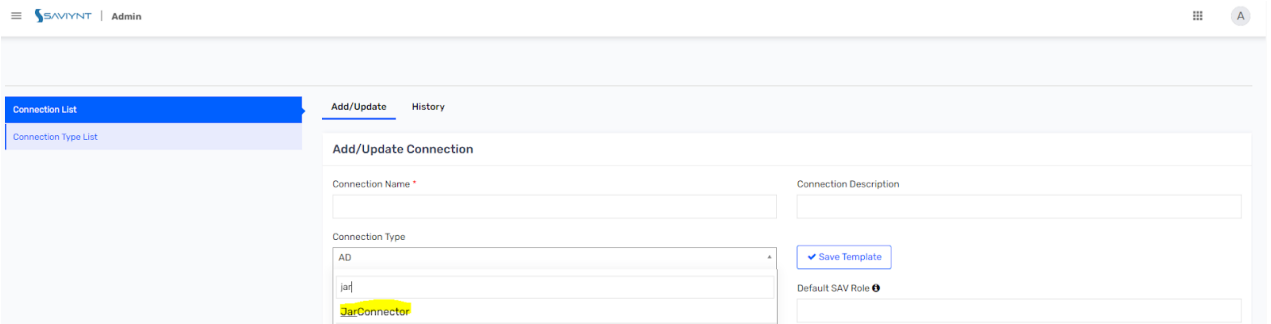 SAVIYNT | Admin
A
Connection List
Connection Type List
Add/Update History
Add/Update Connection
Connection Name *
Connection Description
Connection Type
AD
Save Template
jar
Default SAV Role
JarConnector